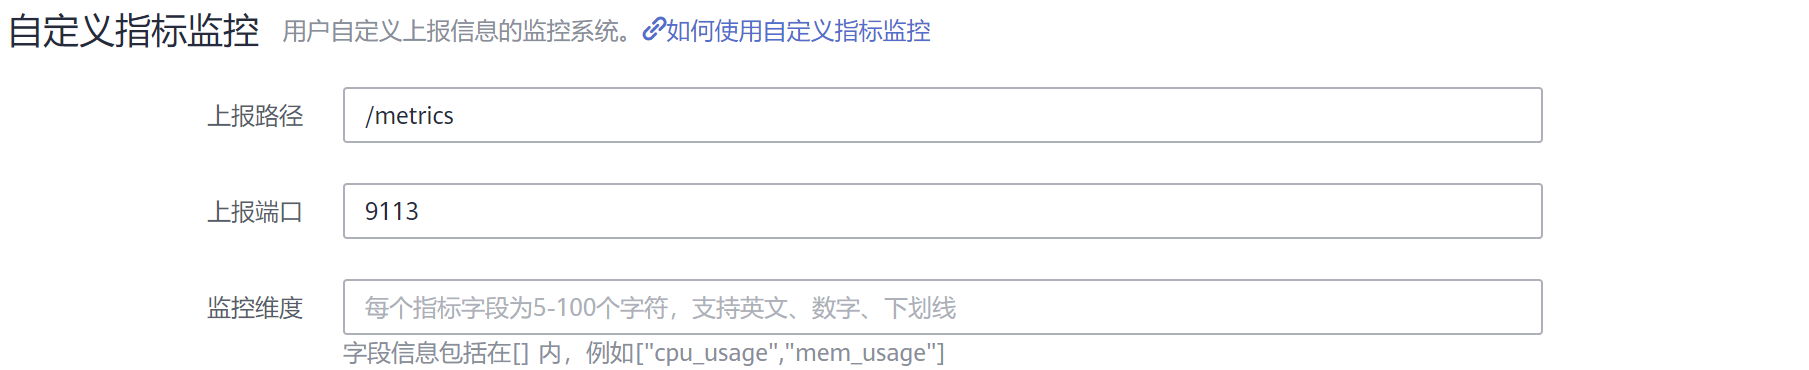 自定义指标监控 用户自定义上报信息的监控系统。如何使用自定义指标监控
上报路径 /metrics
上报端口 9113
监控维度 每个指标字段为5-100个字符，支持英文、数字、下划线
字段信息包括在[] 内，例如["cpu_usage","mem_usage"]